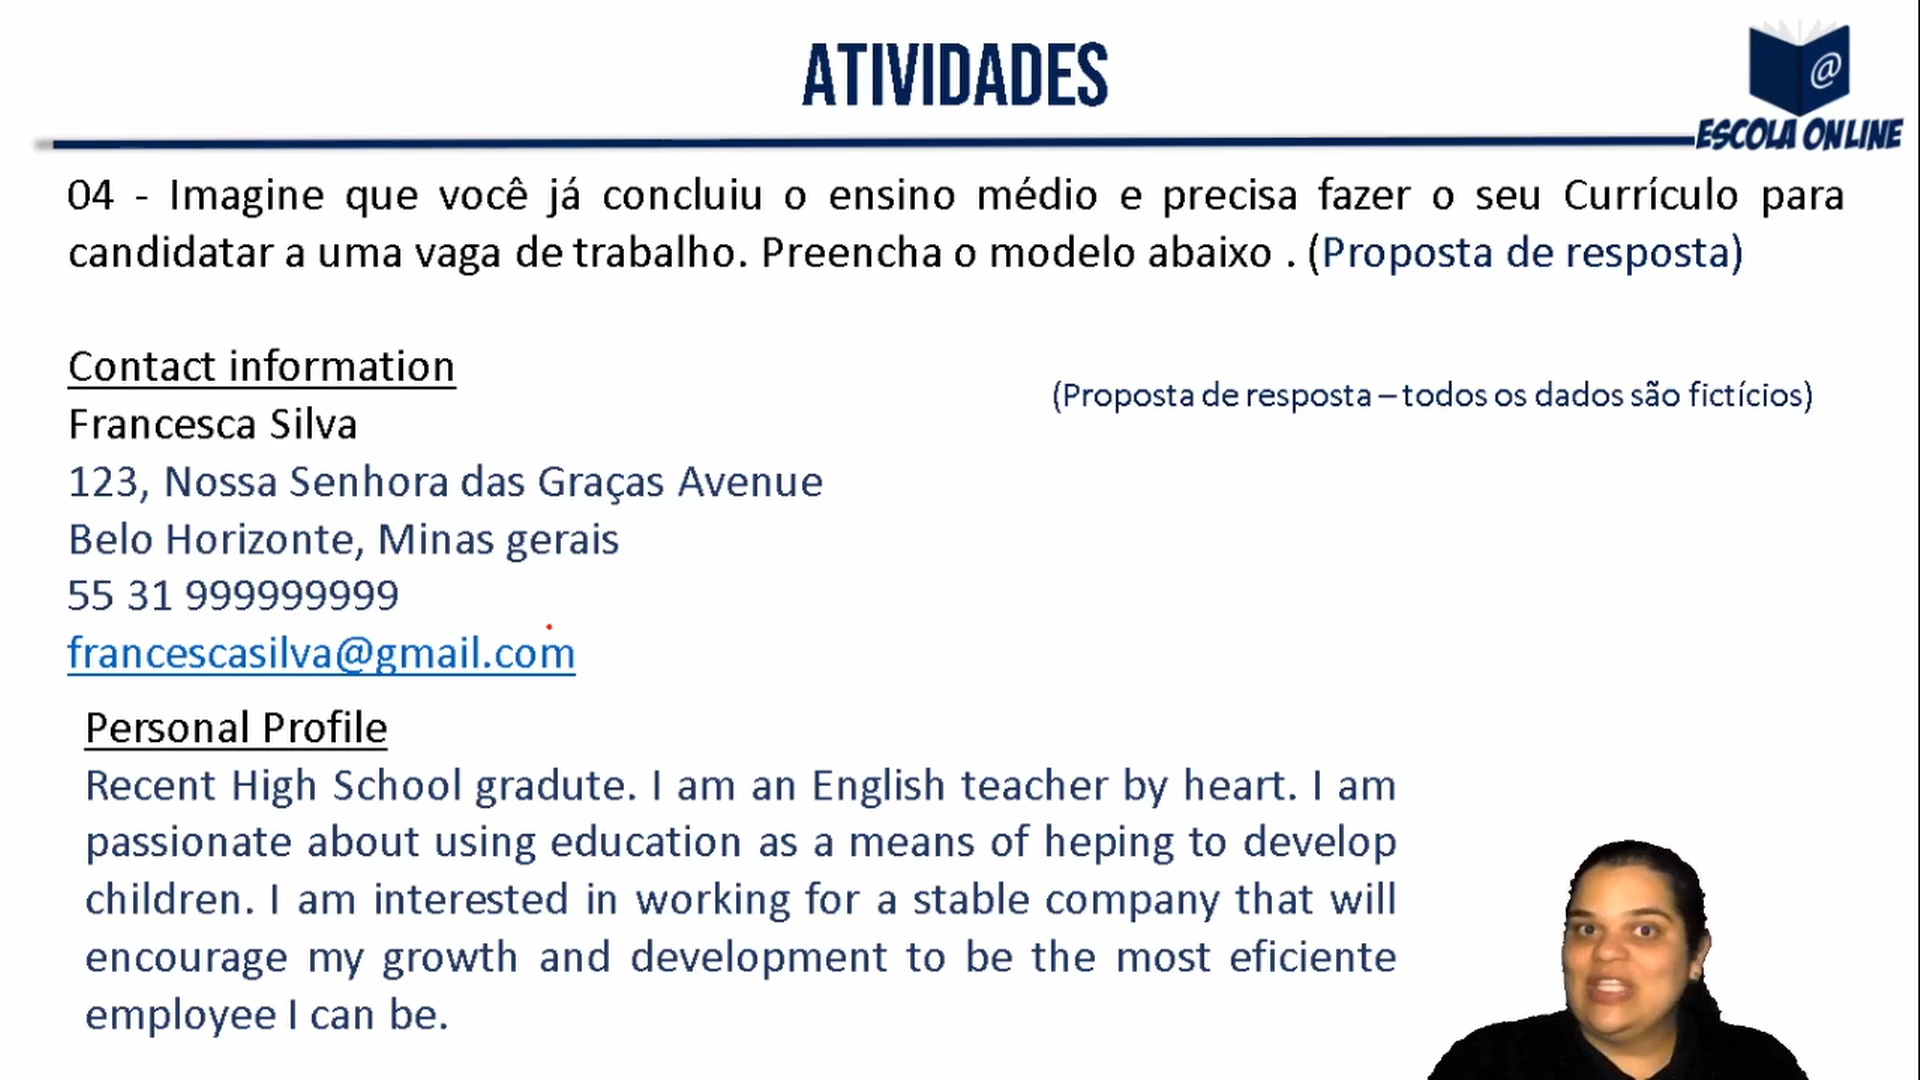 ATIVIDADES
@
ESCOLA ONLINE
04 - Imagine que você já concluiu o ensino médio e precisa fazer o seu Currículo para
candidatar a uma vaga de trabalho. Preencha o modelo abaixo . (Proposta de resposta)
Contact information
(Proposta de resposta – todos os dados são fictícios)
Francesca Silva
123, Nossa Senhora das Graças Avenue
Belo Horizonte, Minas gerais
55 31 999999999
francescasilva@gmail.com
Personal Profile
Recent High School gradute. I am an English teacher by heart. I am
passionate about using education as a means of heping to develop
children. I am interested in working for a stable company that will
encourage my growth and development to be the most eficiente
employee I can be.